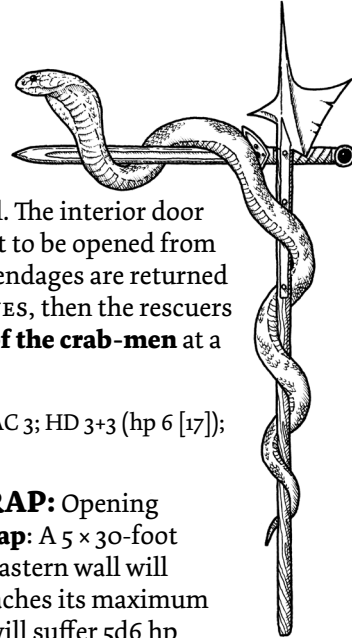 . The interior door
t to be opened from
endages are returned
ES, then the rescuers
f the crab-men at a
AC 3; HD 3+3 (hp 6 [17]);
RAP: Opening
ap: A 5 × 30-foot
astern wall will
aches its maximum
will suffer 5d6 hp